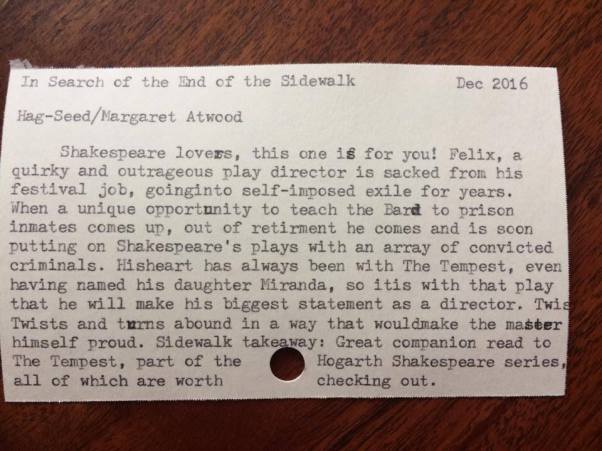 In Search of the End of the Sidewalk Dec 2016
Hag-Seed/Margaret Atwood
Shakespeare lovers, this one is for you! Felix, a
quirky and outrageous play director is sacked from his
festival job, goinginto self-imposed exile for years.
When a unique opportunity to teach the Bard to prison
inmates comes up, out of retirment he comes and is soon
putting on Shakespeare's plays with an array of convicted
criminals. Hisheart has always been with The Tempest, even
having named his daughter Miranda, so itis with that play
that he will make his biggest statement as a director. Twis
Twists and turns abound in a way that wouldmake the master
himself proud. Sidewalk takeaway: Great companion read to
The Tempest, part of the Hogarth Shakespeare series,
all of which are worth checking out.